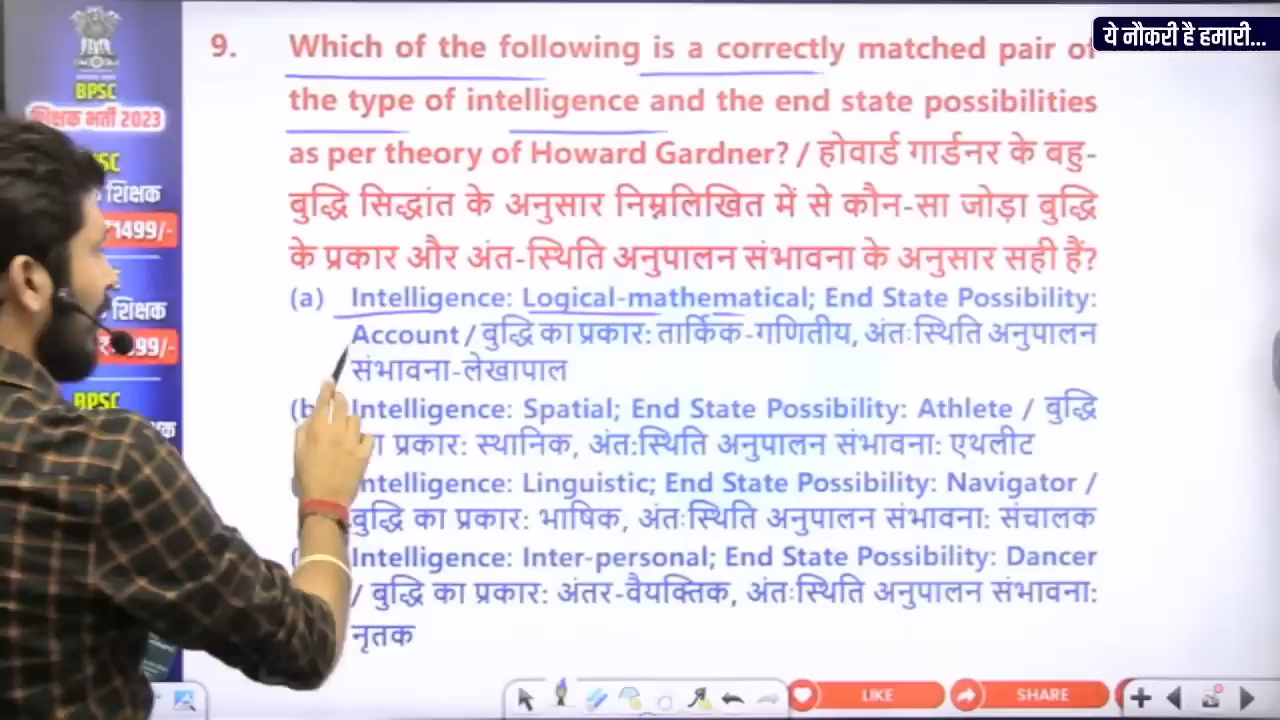 ये नौकरी है हमारी...
BPSC
शिक्षक भर्ती 2023
शिक्षक
1499/-
शिक्षक
BPSC
9. Which of the following is a correctly matched pair of
the type of intelligence and the end state possibilities
as per theory of Howard Gardner? / होवार्ड गार्डनर के बहु-
बुद्धि सिद्धांत के अनुसार निम्नलिखित में से कौन-सा जोड़ा बुद्धि
के प्रकार और अंत-स्थिति अनुपालन संभावना के अनुसार सही हैं?
(a) Intelligence: Logical-mathematical; End State Possibility:
Account / बुद्धि का प्रकार: तार्किक-गणितीय, अंतःस्थिति अनुपालन
संभावना-लेखापाल
(b Intelligence: Spatial; End State Possibility: Athlete / बुद्धि
प्रकार: स्थानिक, अंत:स्थिति अनुपालन संभावना: एथलीट
ntelligence: Linguistic; End State Possibility: Navigator /
बुद्धि का प्रकार: भाषिक, अंतःस्थिति अनुपालन संभावना: संचालक
Intelligence: Inter-personal; End State Possibility: Dancer
/ बुद्धि का प्रकार: अंतर-वैयक्तिक, अंतःस्थिति अनुपालन संभावना:
नृतक
LIKE SHARE